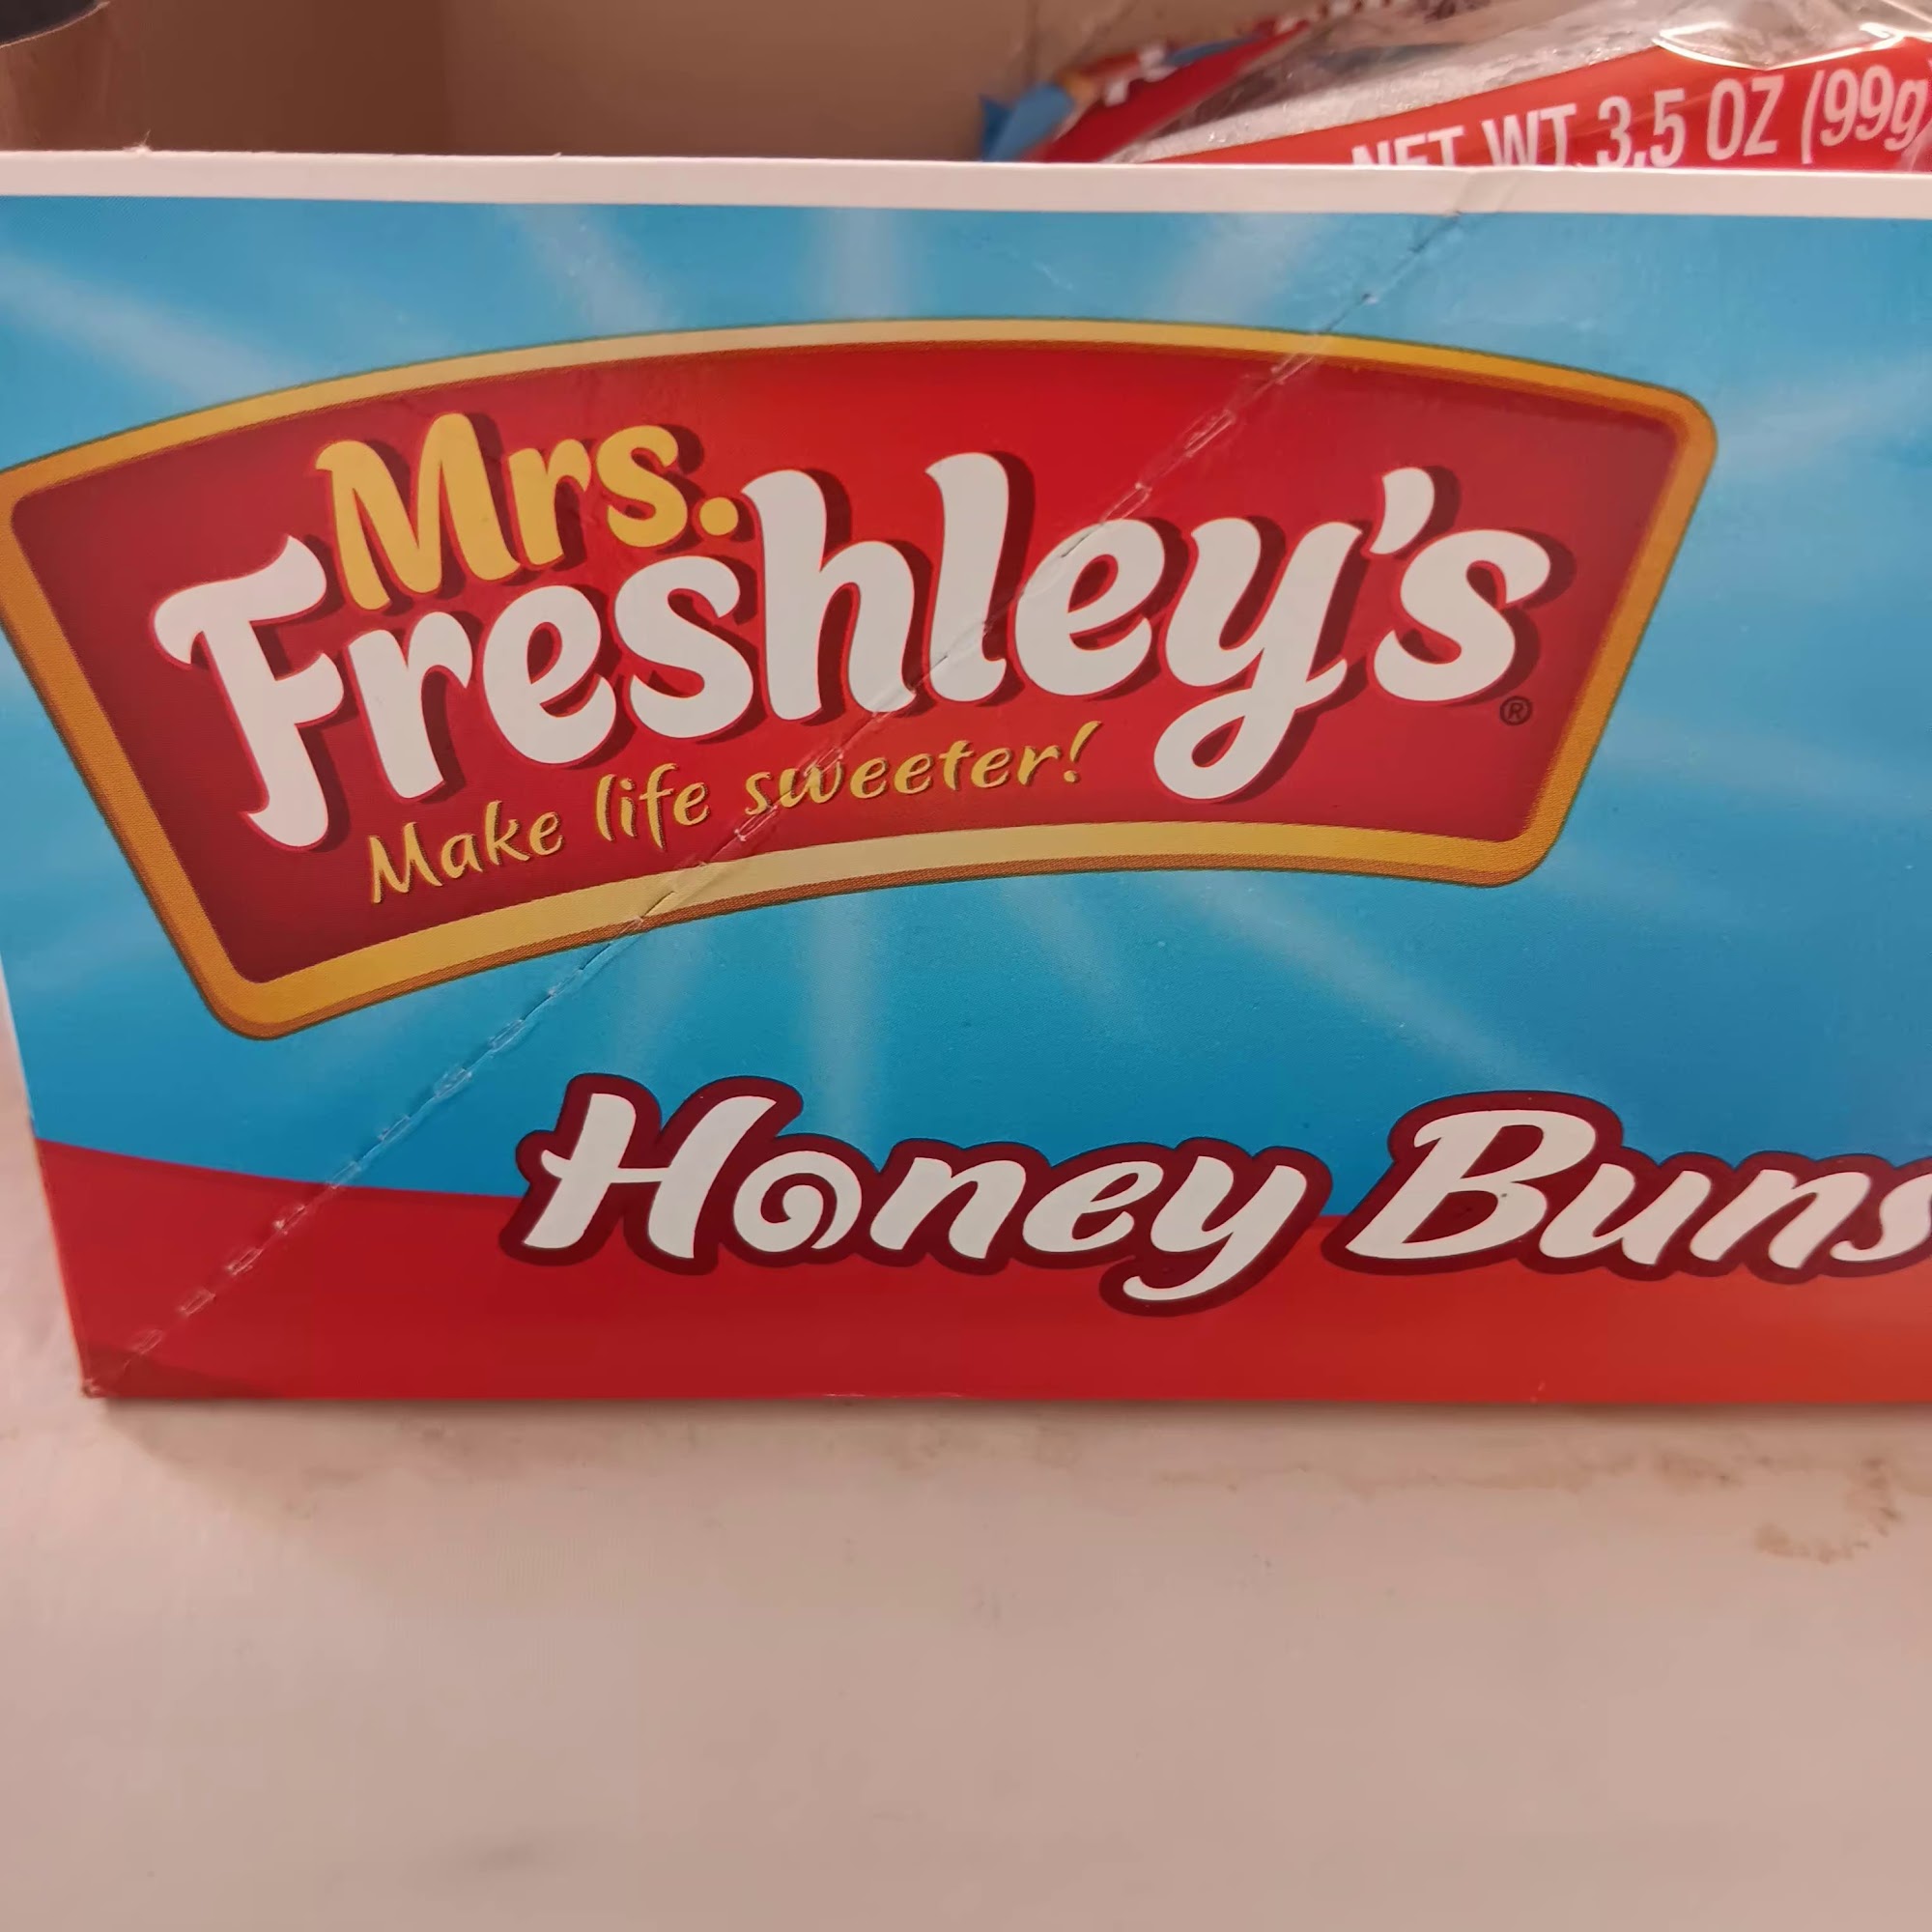 NET WT 3.5 OZ (99g)
Mrs.
Freshley's®
Make life sweeter!
Honey Buns